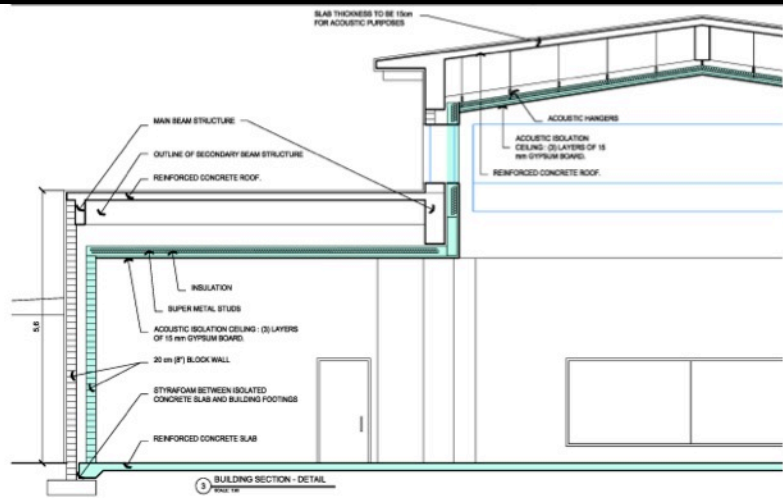 SLAB THICKNESS TO BE 15cm
FOR ACOUSTIC PURPOSES
MAIN BEAM STRUCTURE
OUTLINE OF SECONDARY BEAM STRUCTURE
REINFORCED CONCRETE ROOF.
ACOUSTIC HANGERS
ACOUSTIC ISOLATION
CEILING : (3) LAYERS OF 15
mm GYPSUM BOARD.
REINFORCED CONCRETE ROOF.
INSULATION
SUPER METAL STUDS
ACOUSTIC ISOLATION CEILING : (3) LAYERS
OF 15 mm GYPSUM BOARD.
5,6
20 cm (8") BLOCK WALL
STYRAFOAM BETWEEN ISOLATED
CONCRETE SLAB AND BUILDING FOOTINGS
REINFORCED CONCRETE SLAB
3 BUILDING SECTION - DETAIL